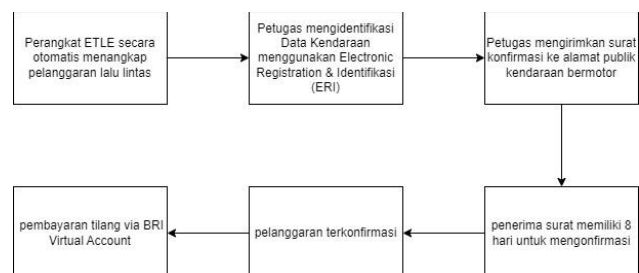 Perangkat ETLE secara
otomatis menangkap
pelanggaran lalu lintas
Petugas mengidentifikasi
Data Kendaraan
menggunakan Electronic
Registration & Identifikasi
(ERI)
Petugas mengirimkan surat
konfirmasi ke alamat publik
kendaraan bermotor
penerima surat memiliki 8
hari untuk mengonfirmasi
pelanggaran terkonfirmasi
pembayaran tilang via BRI
Virtual Account